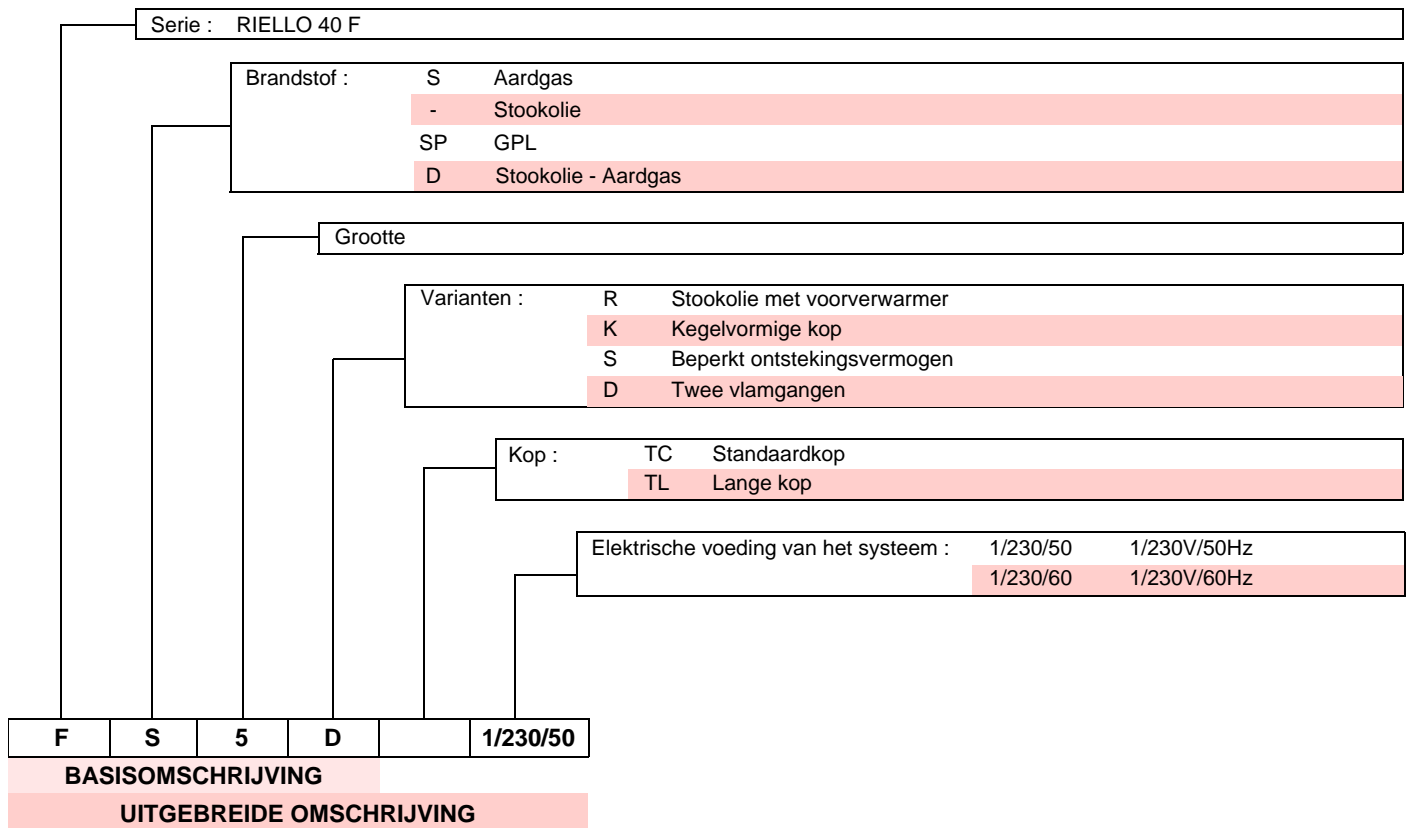 Serie : RIELLO 40 F
Brandstof : S Aardgas
- Stookolie
SP GPL
D Stookolie - Aardgas
Grootte
Varianten : R Stookolie met voorverwarmer
K Kegelvormige kop
S Beperkt ontstekingsvermogen
D Twee vlamgangen
Kop : TC Standaardkop
TL Lange kop
Elektrische voeding van het systeem : 1/230/50 1/230V/50Hz
1/230/60 1/230V/60Hz
F S 5 D 1/230/50
BASISOMSCHRIJVING
UITGEBREIDE OMSCHRIJVING